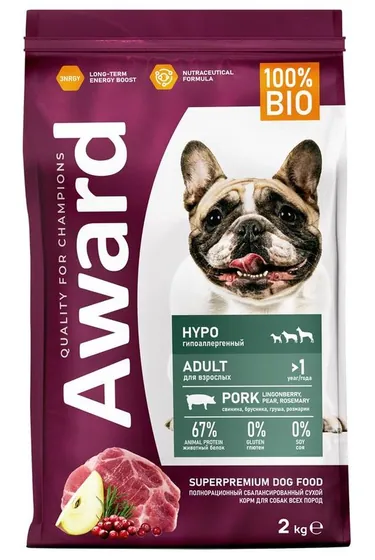 3NRGY
LONG-TERM
ENERGY BOOST
NUTRACEUTICAL
FORMULA
100%
BIO
QUALITY FOR CHAMPIONS
Award
HYPO
гипоаллергенный
ADULT
для взрослых
>1
year/года
PORK
LINGONBERRY,
PEAR, ROSEMARY
свинина, брусника, груша, розмарин
67%
ANIMAL PROTEIN
животный белок
0%
GLUTEN
глютен
0%
SOY
соя
SUPERPREMIUM DOG FOOD
ПОЛНОРАЦИОННЫЙ СБАЛАНСИРОВАННЫЙ СУХОЙ
КОРМ ДЛЯ СОБАК ВСЕХ ПОРОД
2 kg ℮